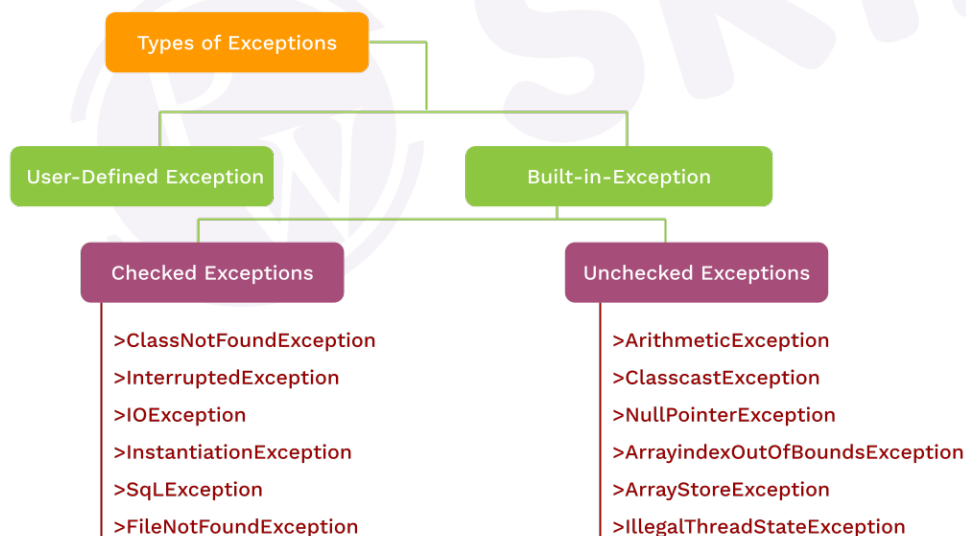 Types of Exceptions
User-Defined Exception
Built-in-Exception
Checked Exceptions
Unchecked Exceptions
>ClassNotFoundException
>InterruptedException
>IOException
>InstantiationException
>SqLException
>FileNotFoundException
>ArithmeticException
>ClasscastException
>NullPointerException
>ArrayindexOutOfBoundsException
>ArrayStoreException
>IllegalThreadStateException